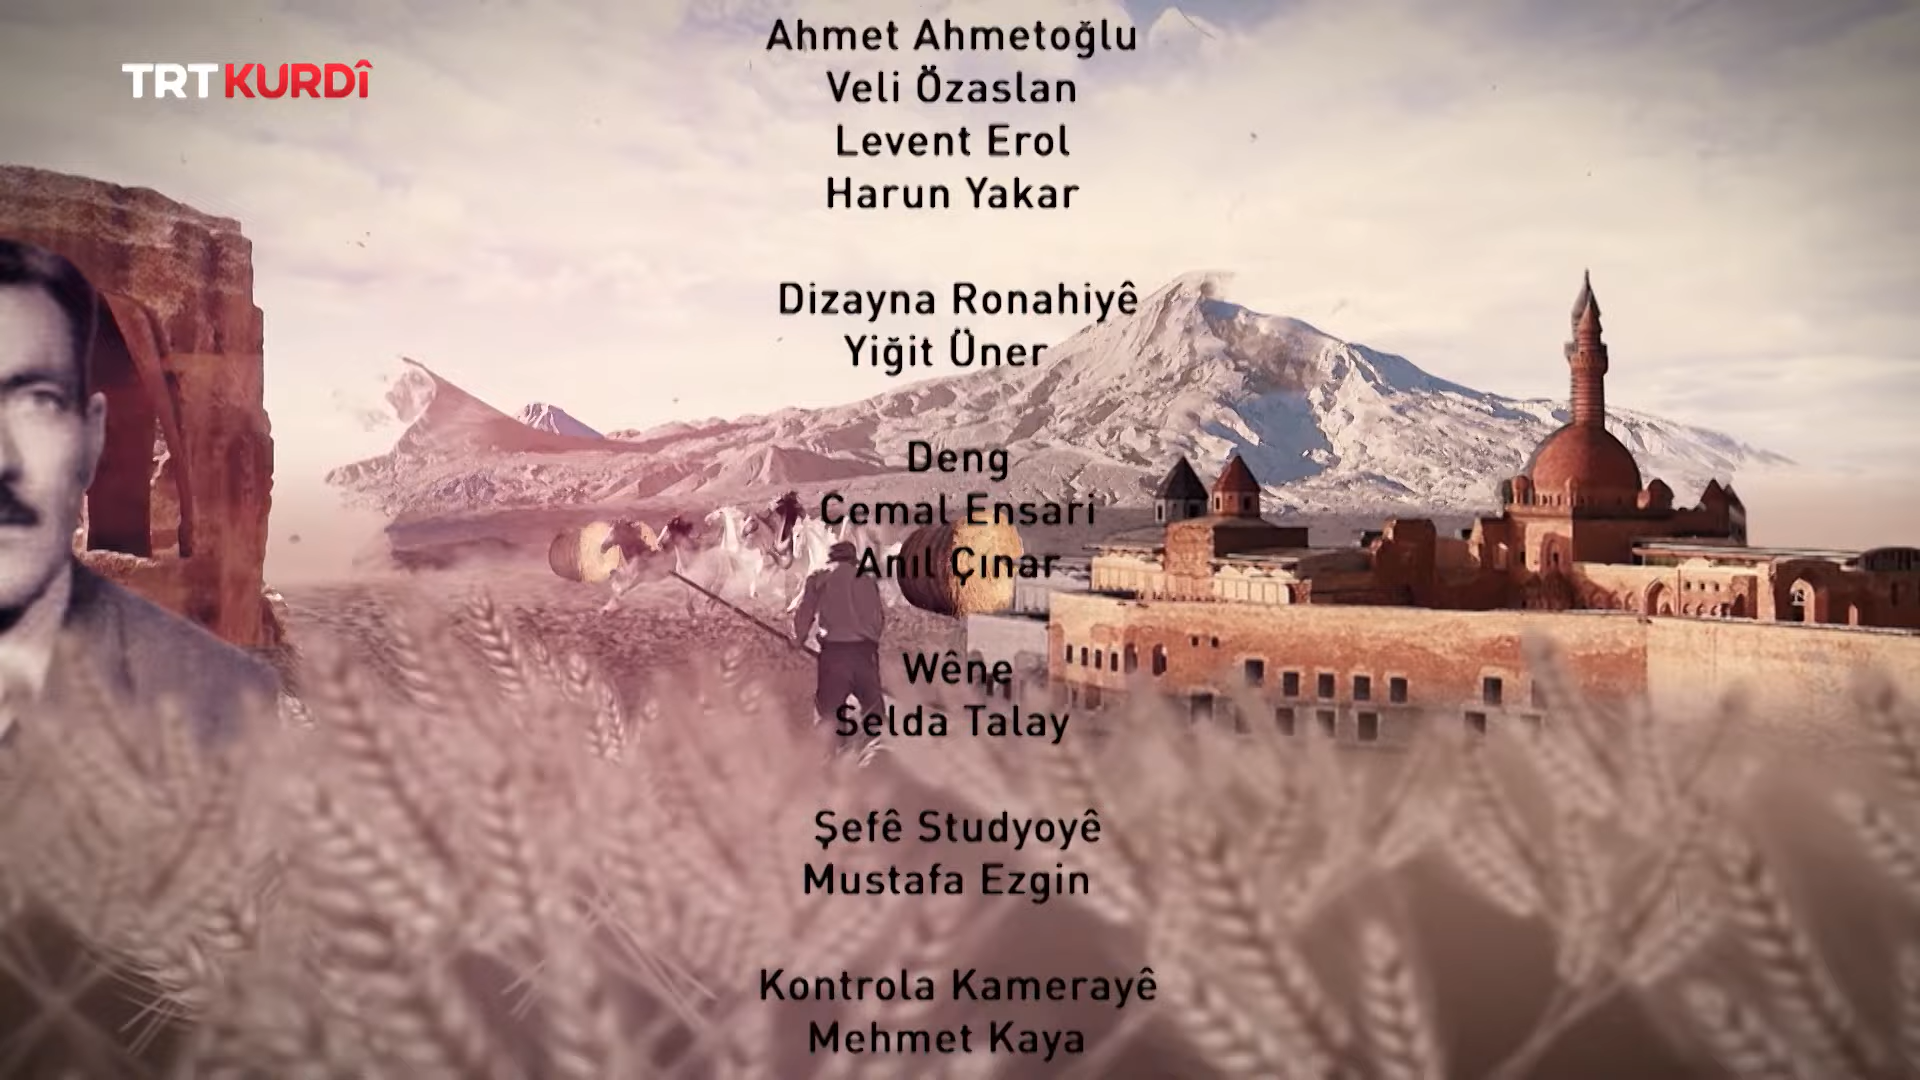 Ahmet Ahmetoğlu
TRT KURDÎ
Veli Özaslan
Levent Erol
Harun Yakar
Dizayna Ronahiyê
Yiğit Üner
Deng
Cemal Ensari
Anıl Çınar
Wêne
Selda Talay
Şefê Studyoyê
Mustafa Ezgin
Kontrola Kamerayê
Mehmet Kaya